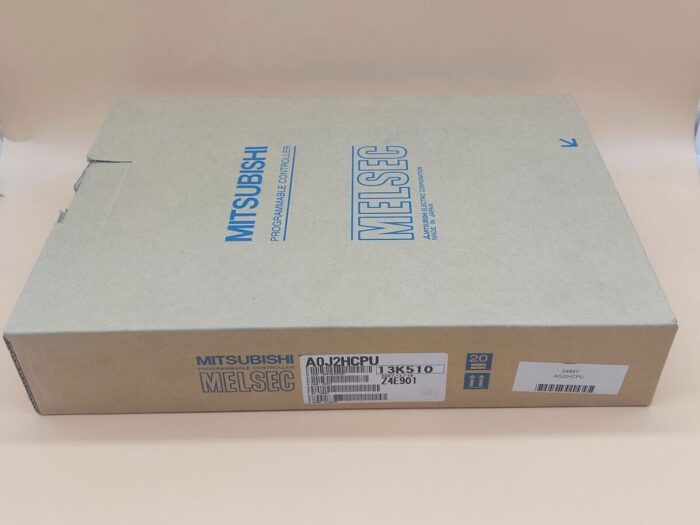 MITSUBISHI
PROGRAMMABLE CONTROLLER
MELSEC
MITSUBISHI ELECTRIC CORPORATION
MADE IN JAPAN
MITSUBISHI
PROGRAMMABLE CONTROLLER
MELSEC
A0J2HCPU
13K510
Z4E901
20
A0J2HCPU